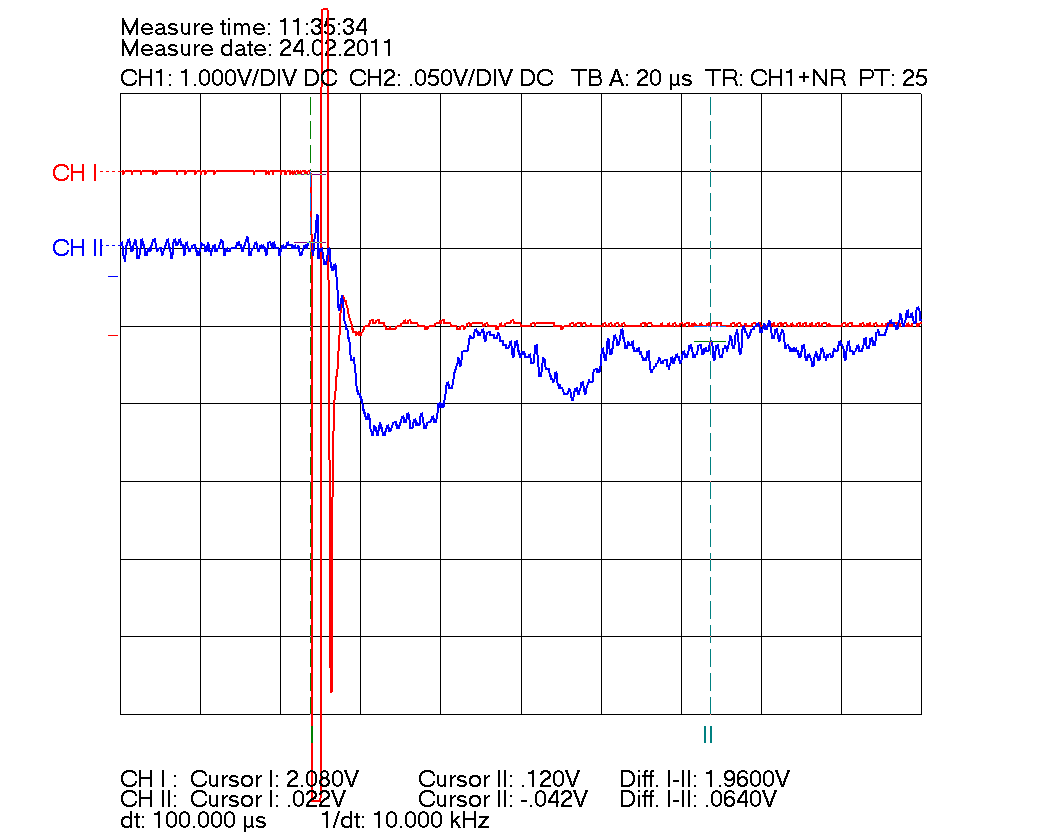 Measure time: 11:35:34
Measure date: 24.02.2011
CH1: 1.000V/DIV DC CH2: .050V/DIV DC TB A: 20 µs TR: CH1+NR PT: 25
CH I
CH II
II
CH I : Cursor I: 2.080V Cursor II: .120V Diff. I-II: 1.9600V
CH II: Cursor I: .022V Cursor II: -.042V Diff. I-II: .0640V
dt: 100.000 µs 1/dt: 10.000 kHz